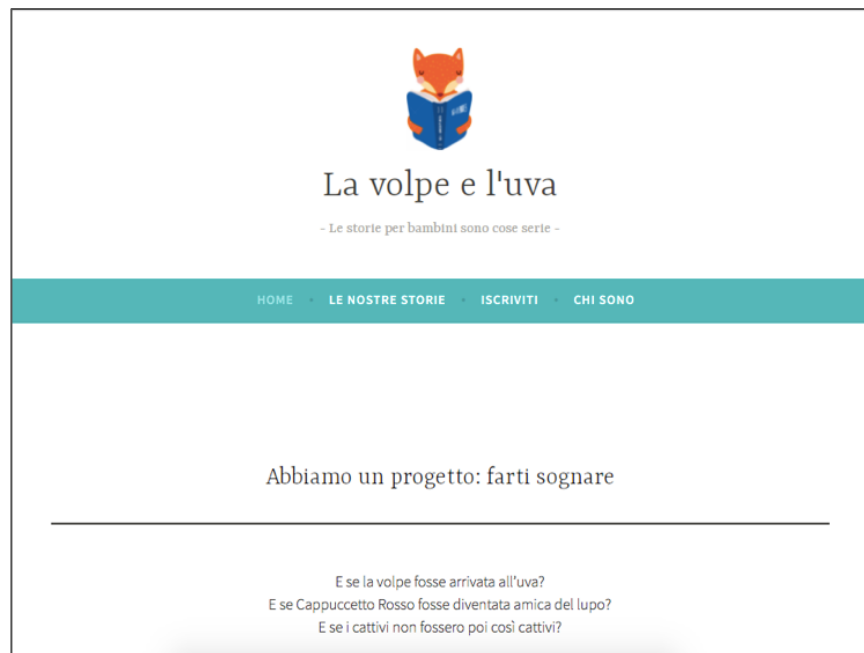 La volpe e l'uva
- Le storie per bambini sono cose serie -
HOME • LE NOSTRE STORIE • ISCRIVITI • CHI SONO
Abbiamo un progetto: farti sognare
E se la volpe fosse arrivata all'uva?
E se Cappuccetto Rosso fosse diventata amica del lupo?
E se i cattivi non fossero poi così cattivi?